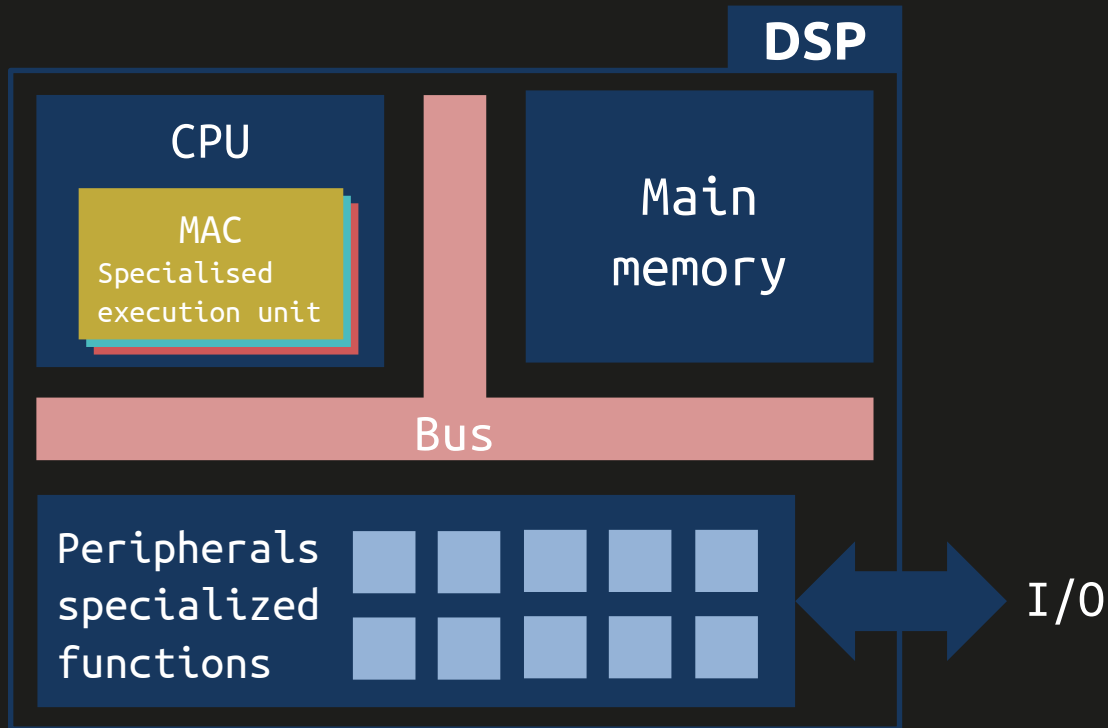 DSP
CPU
MAC
Specialised
execution unit
Main
memory
Bus
Peripherals
specialized
functions
I/O